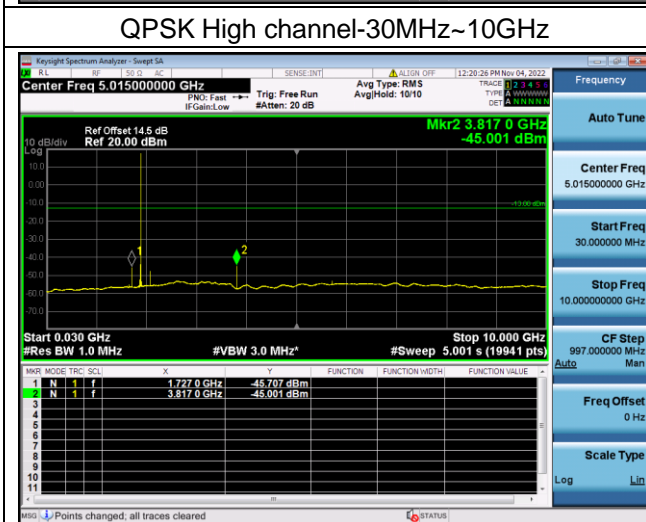 QPSK High channel-30MHz~10GHz
Keysight Spectrum Analyzer - Swept SA
RL RF 50 Ω AC SENSE:INT ALIGN OFF 12:20:26 PM Nov 04, 2022
Center Freq 5.015000000 GHz
PNO: Fast
IFGain:Low
Trig: Free Run
#Atten: 20 dB
Avg Type: RMS
Avg|Hold: 10/10
TRACE 1 2 3 4 5 6
TYPE A WWWWW
DET A N N N N N
Frequency
Mkr2 3.817 0 GHz
-45.001 dBm
Ref Offset 14.5 dB
10 dB/div Ref 20.00 dBm
Log
10.0
0.00
-10.0
-13.00 dBm
-20.0
-30.0
-40.0
-50.0
-60.0
-70.0
1
2
Start 0.030 GHz Stop 10.000 GHz
#Res BW 1.0 MHz #VBW 3.0 MHz* #Sweep 5.001 s (19941 pts)
MKR MODE TRC SCL X Y FUNCTION FUNCTION WIDTH FUNCTION VALUE
1 N 1 f 1.727 0 GHz -45.707 dBm
2 N 1 f 3.817 0 GHz -45.001 dBm
3
4
5
6
7
8
9
10
11
Auto Tune
Center Freq
5.015000000 GHz
Start Freq
30.000000 MHz
Stop Freq
10.000000000 GHz
CF Step
997.000000 MHz
Auto Man
Freq Offset
0 Hz
Scale Type
Log Lin
MSG Points changed; all traces cleared STATUS